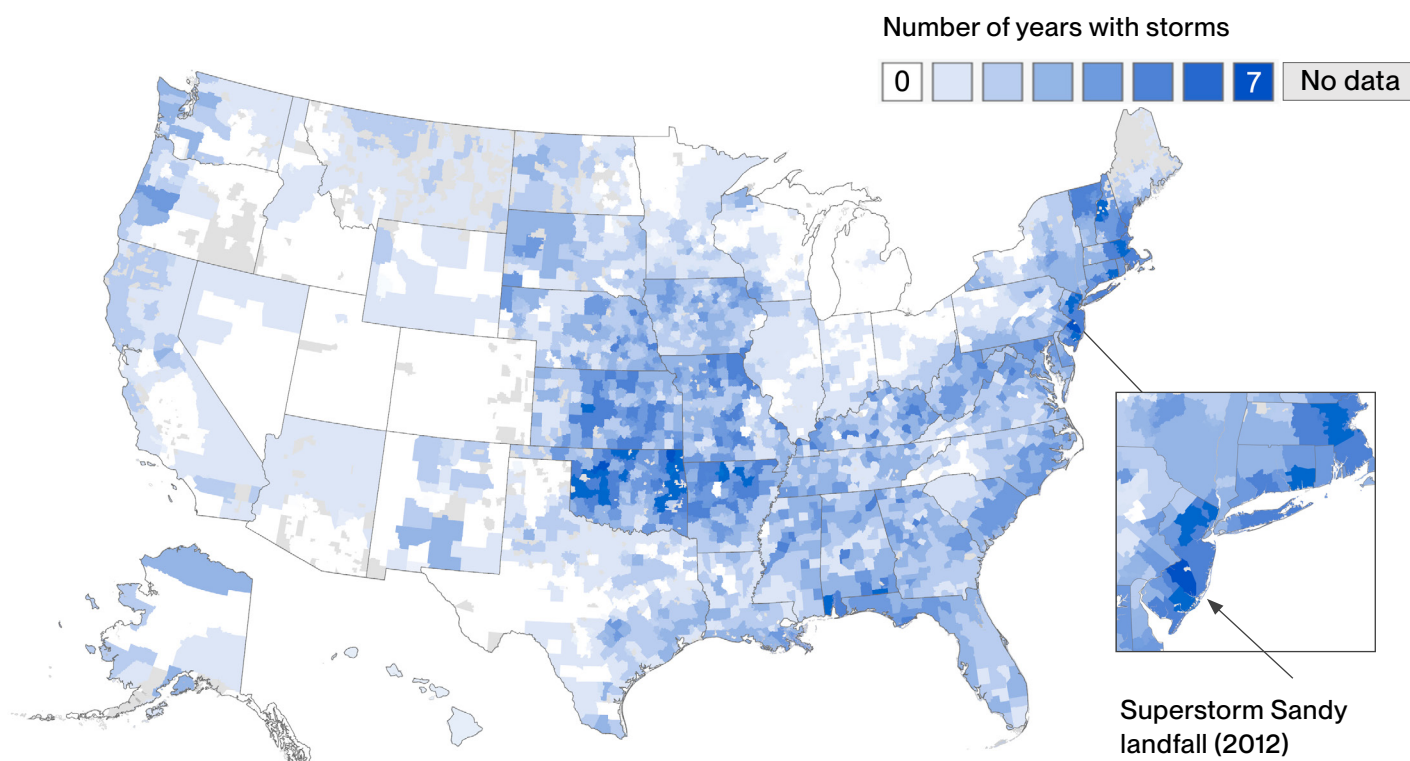 Number of years with storms
0 7 No data
Superstorm Sandy
landfall (2012)